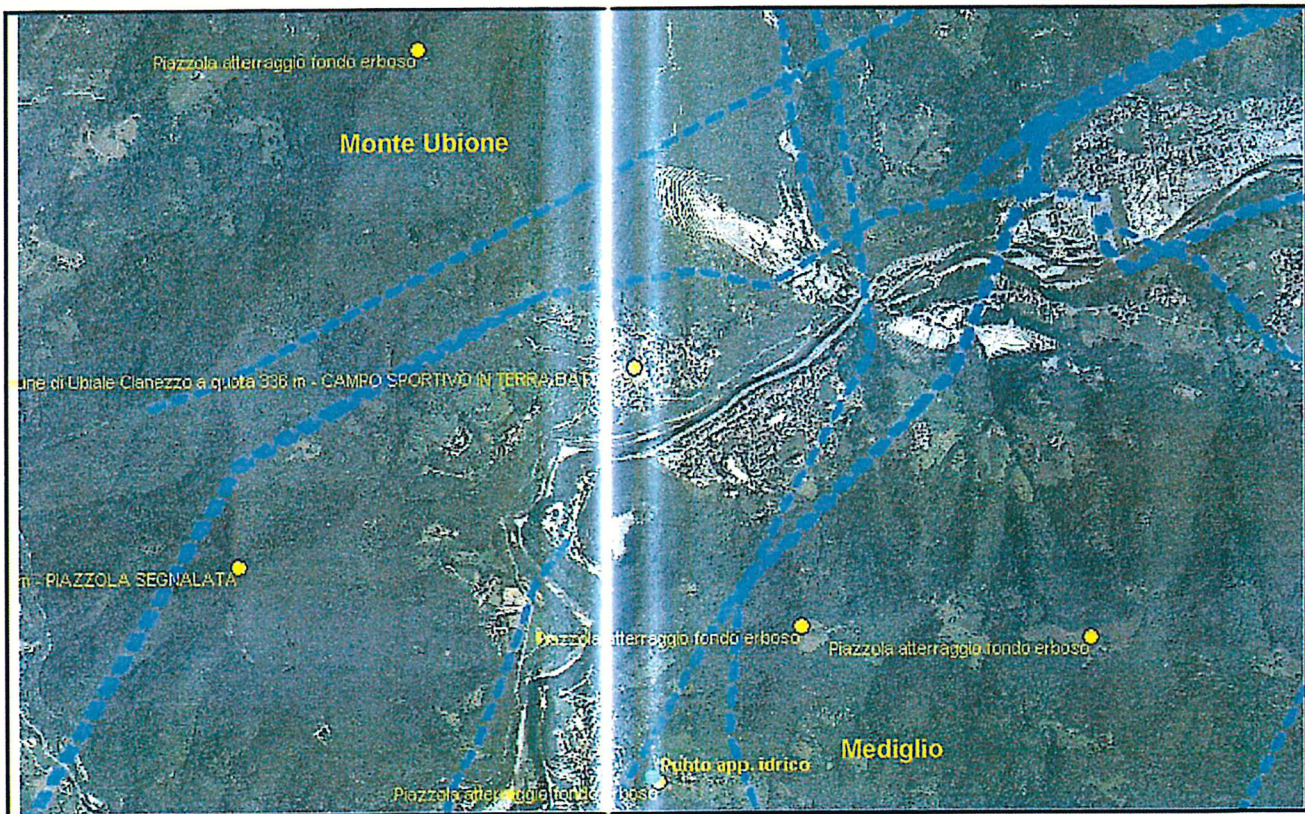 Piazzola atterraggio fondo erboso
Monte Ubione
une di Ubiale Clanezzo a quota 336 m - CAMPO SPORTIVO IN TERRA BAT
m - PIAZZOLA SEGNALATA
Piazzola atterraggio fondo erboso
Piazzola atterraggio fondo erboso
Mediglio
Punto app. idrico
Piazzola atterraggio fondo erboso